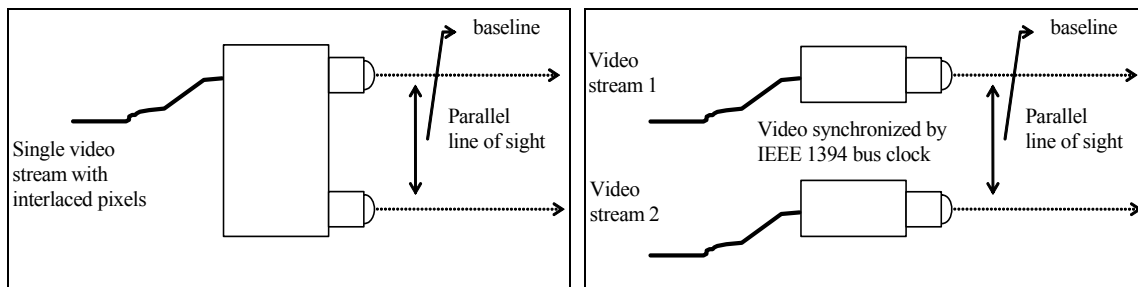 baseline
Parallel
line of sight
Single video
stream with
interlaced pixels
baseline
Video
stream 1
Parallel
line of sight
Video synchronized by
IEEE 1394 bus clock
Video
stream 2